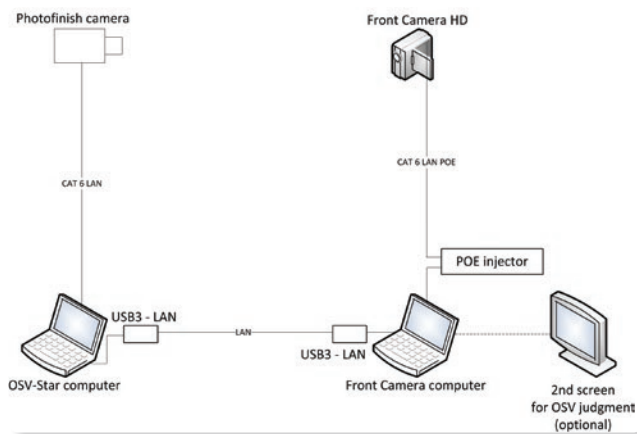 Photofinish camera
Front Camera HD
CAT 6 LAN
CAT 6 LAN POE
POE injector
USB3 - LAN
LAN
USB3 - LAN
OSV-Star computer
Front Camera computer
2nd screen
for OSV judgment
(optional)